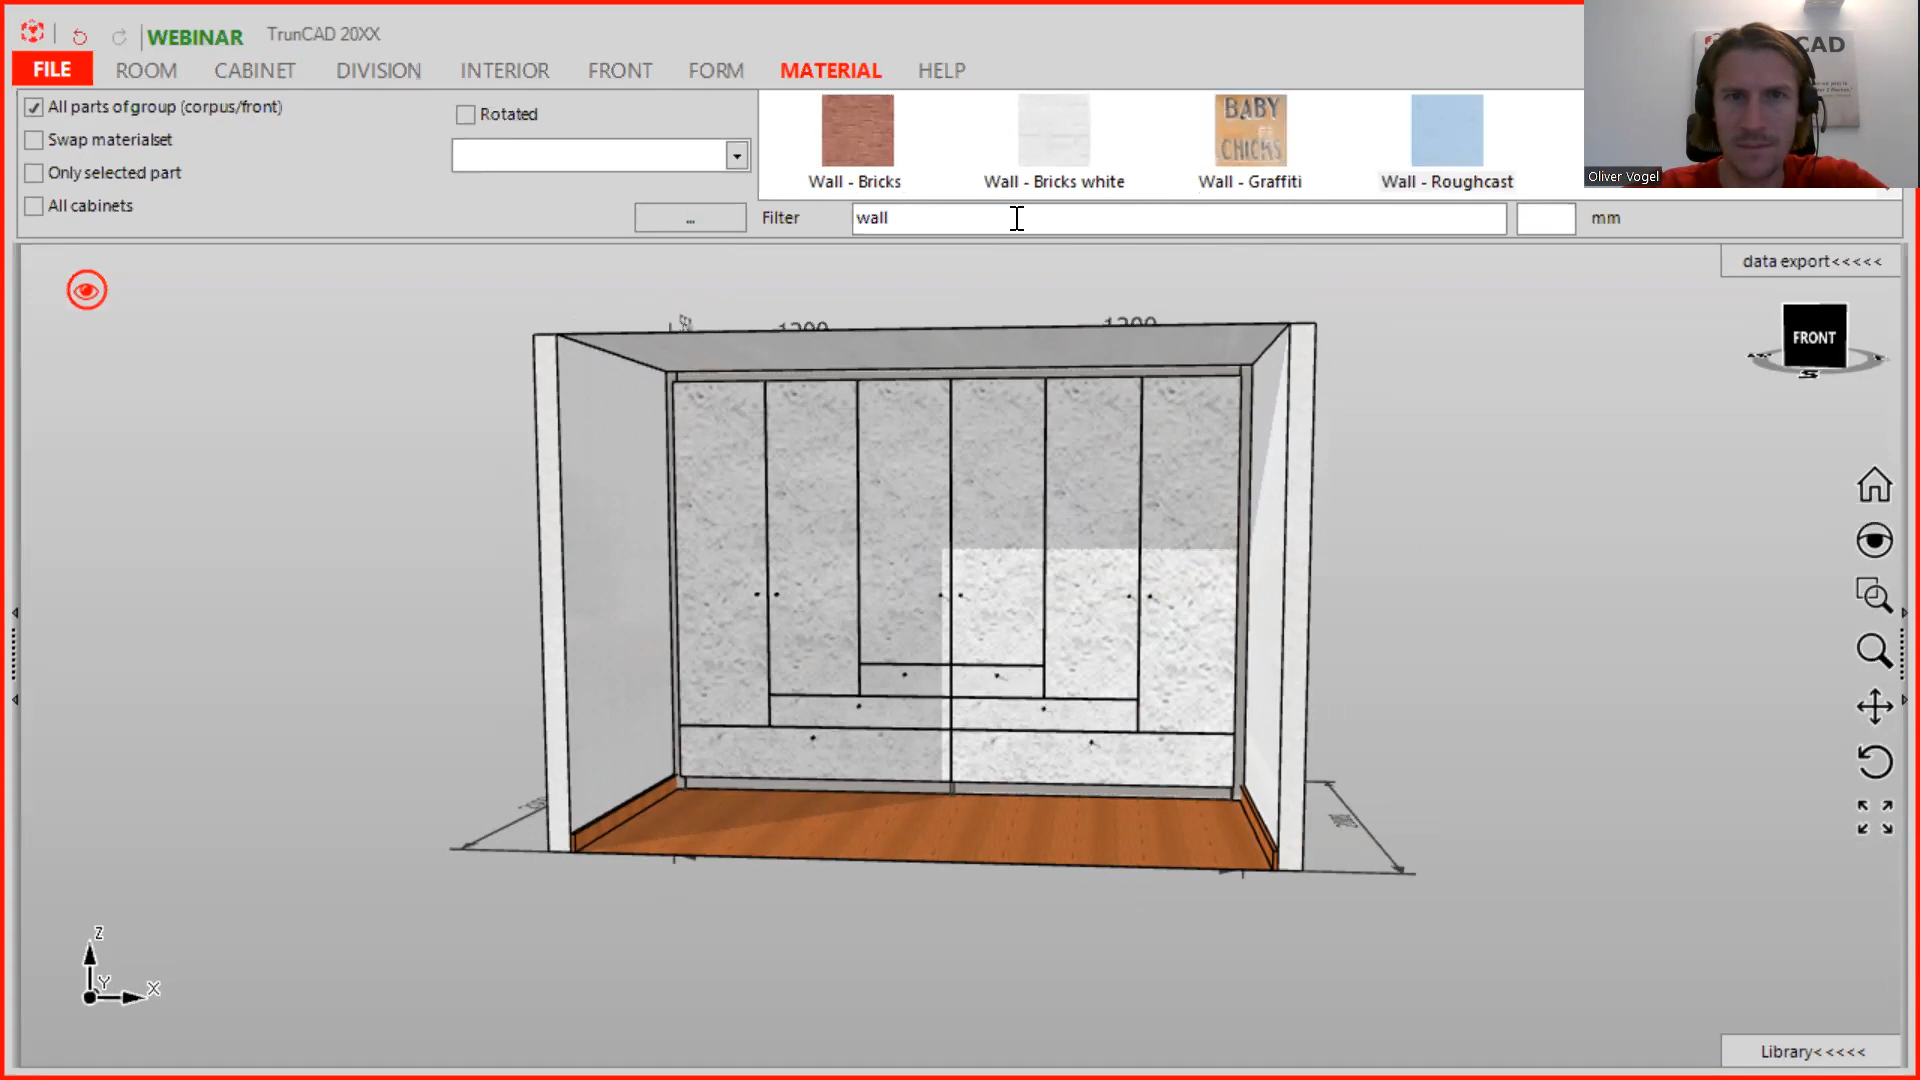 WEBINAR TrunCAD 20XX
CAD
FILE ROOM CABINET DIVISION INTERIOR FRONT FORM MATERIAL HELP
All parts of group (corpus/front)
Swap materialset
Only selected part
All cabinets
Rotated
...
BABY
CHICKS
Wall - Bricks Wall - Bricks white Wall - Graffiti Wall - Roughcast
Oliver Vogel
Filter wall mm
data export<<<<<
FRONT
S
1200 1200
Z
Y
X
Library<<<<<